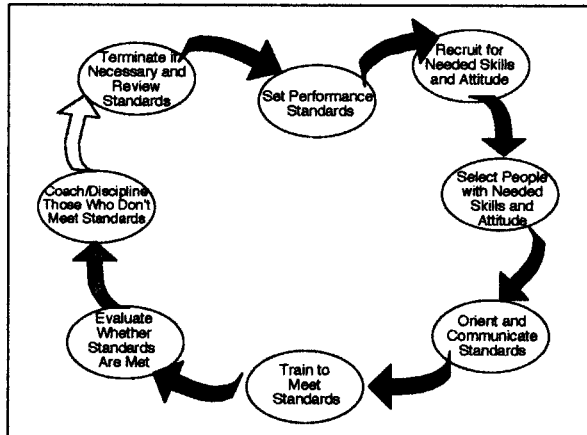 Set Performance
Standards
Recruit for
Needed Skills
and Attitude
Select People
with Needed
Skills and
Attitude
Orient and
Communicate
Standards
Train to
Meet
Standards
Evaluate
Whether
Standards
Are Met
Coach/Discipline
Those Who Don't
Meet Standards
Terminate if
Necessary and
Review
Standards